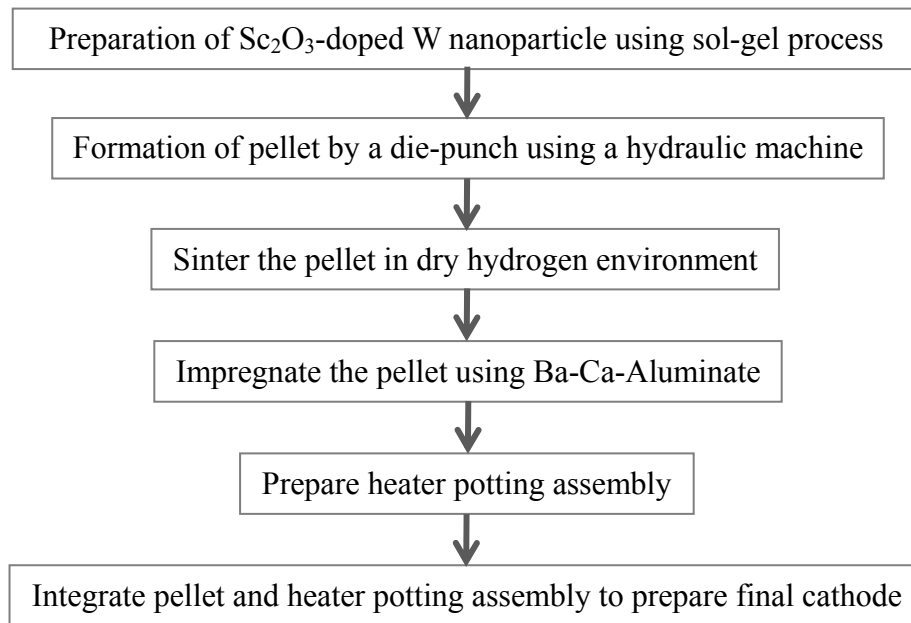 Preparation of Sc₂O₃-doped W nanoparticle using sol-gel process
Formation of pellet by a die-punch using a hydraulic machine
Sinter the pellet in dry hydrogen environment
Impregnate the pellet using Ba-Ca-Aluminate
Prepare heater potting assembly
Integrate pellet and heater potting assembly to prepare final cathode